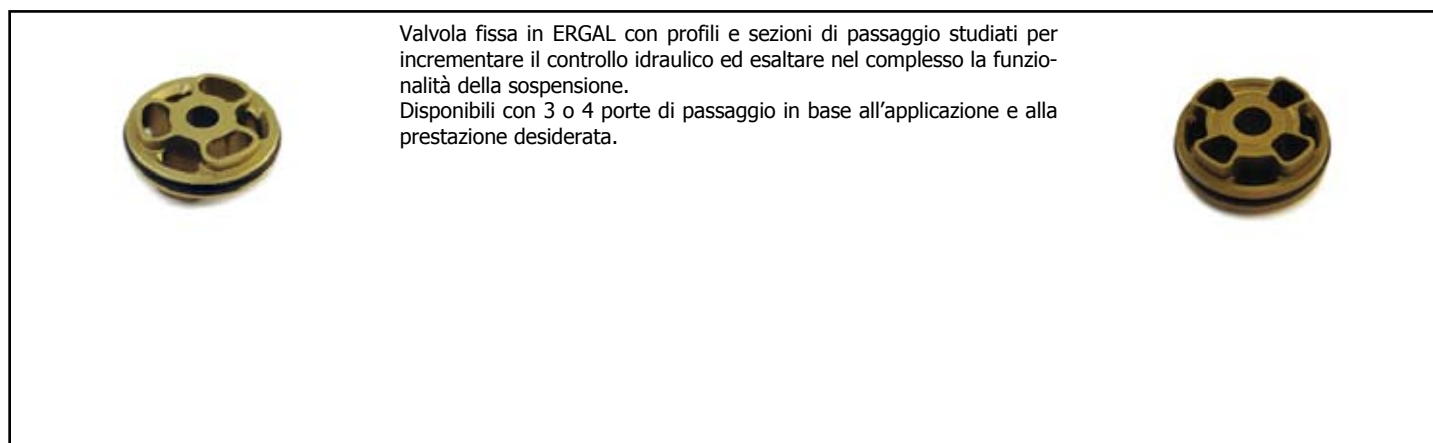 Valvola fissa in ERGAL con profili e sezioni di passaggio studiati per
incrementare il controllo idraulico ed esaltare nel complesso la funzio-
nalità della sospensione.
Disponibili con 3 o 4 porte di passaggio in base all’applicazione e alla
prestazione desiderata.